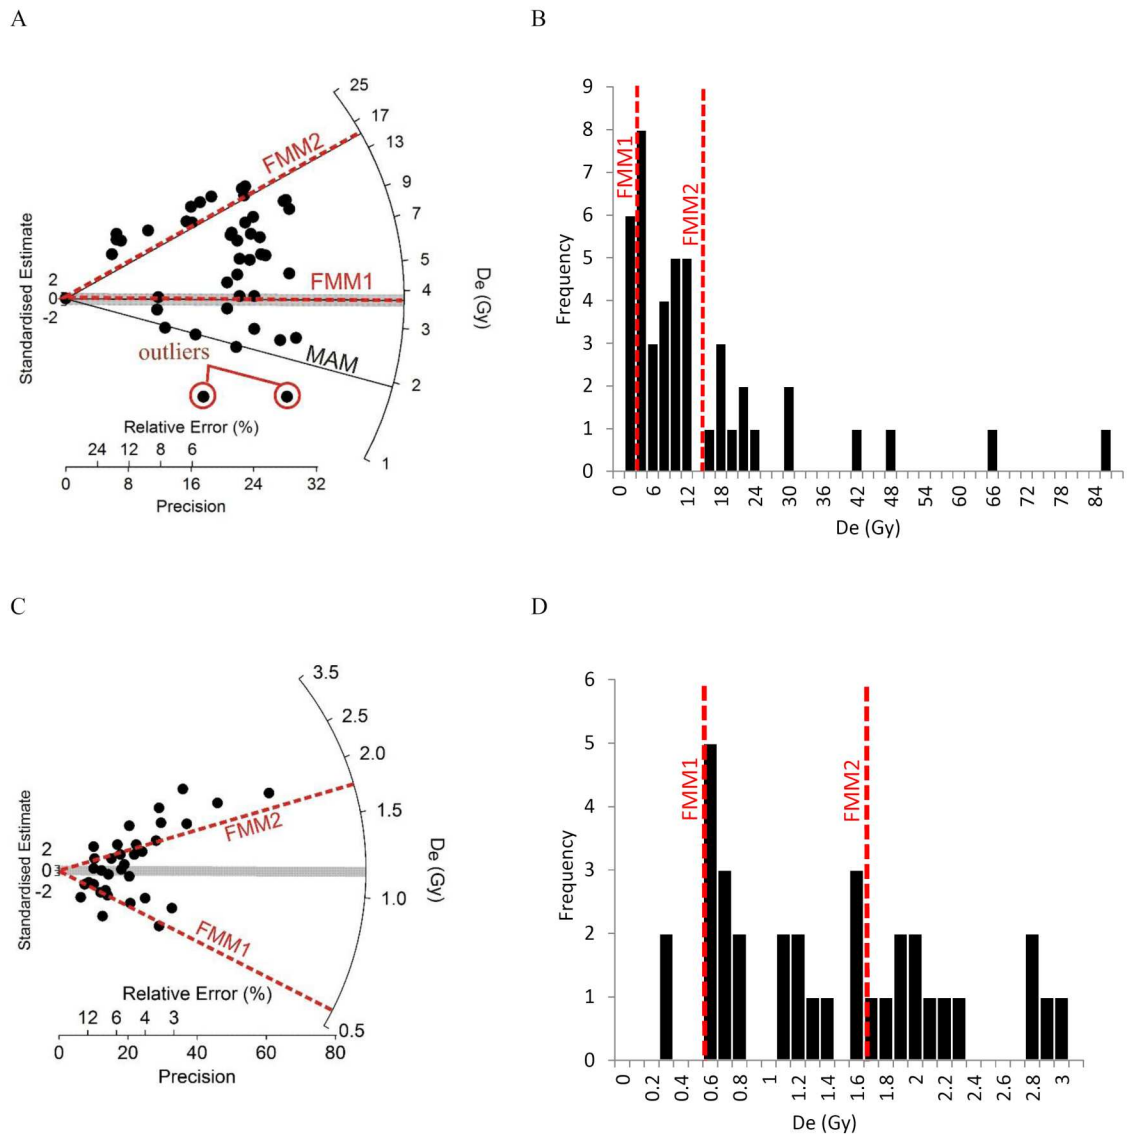 A
25
17
13
9
7
5
4
3
2
1
De (Gy)
FMM2
FMM1
MAM
outliers
Standardised Estimate
2
0
-2
Relative Error (%)
24 12 8 6
0 8 16 24 32
Precision
B
9
8
7
6
5
4
3
2
1
0
Frequency
FMM1
FMM2
0 6 12 18 24 30 36 42 48 54 60 66 72 78 84
De (Gy)
C
3.5
2.5
2.0
1.5
1.0
0.5
De (Gy)
FMM2
FMM1
Standardised Estimate
2
0
-2
Relative Error (%)
12 6 4 3
0 20 40 60 80
Precision
D
6
5
4
3
2
1
0
Frequency
FMM1
FMM2
0 0.2 0.4 0.6 0.8 1 1.2 1.4 1.6 1.8 2 2.2 2.4 2.6 2.8 3
De (Gy)